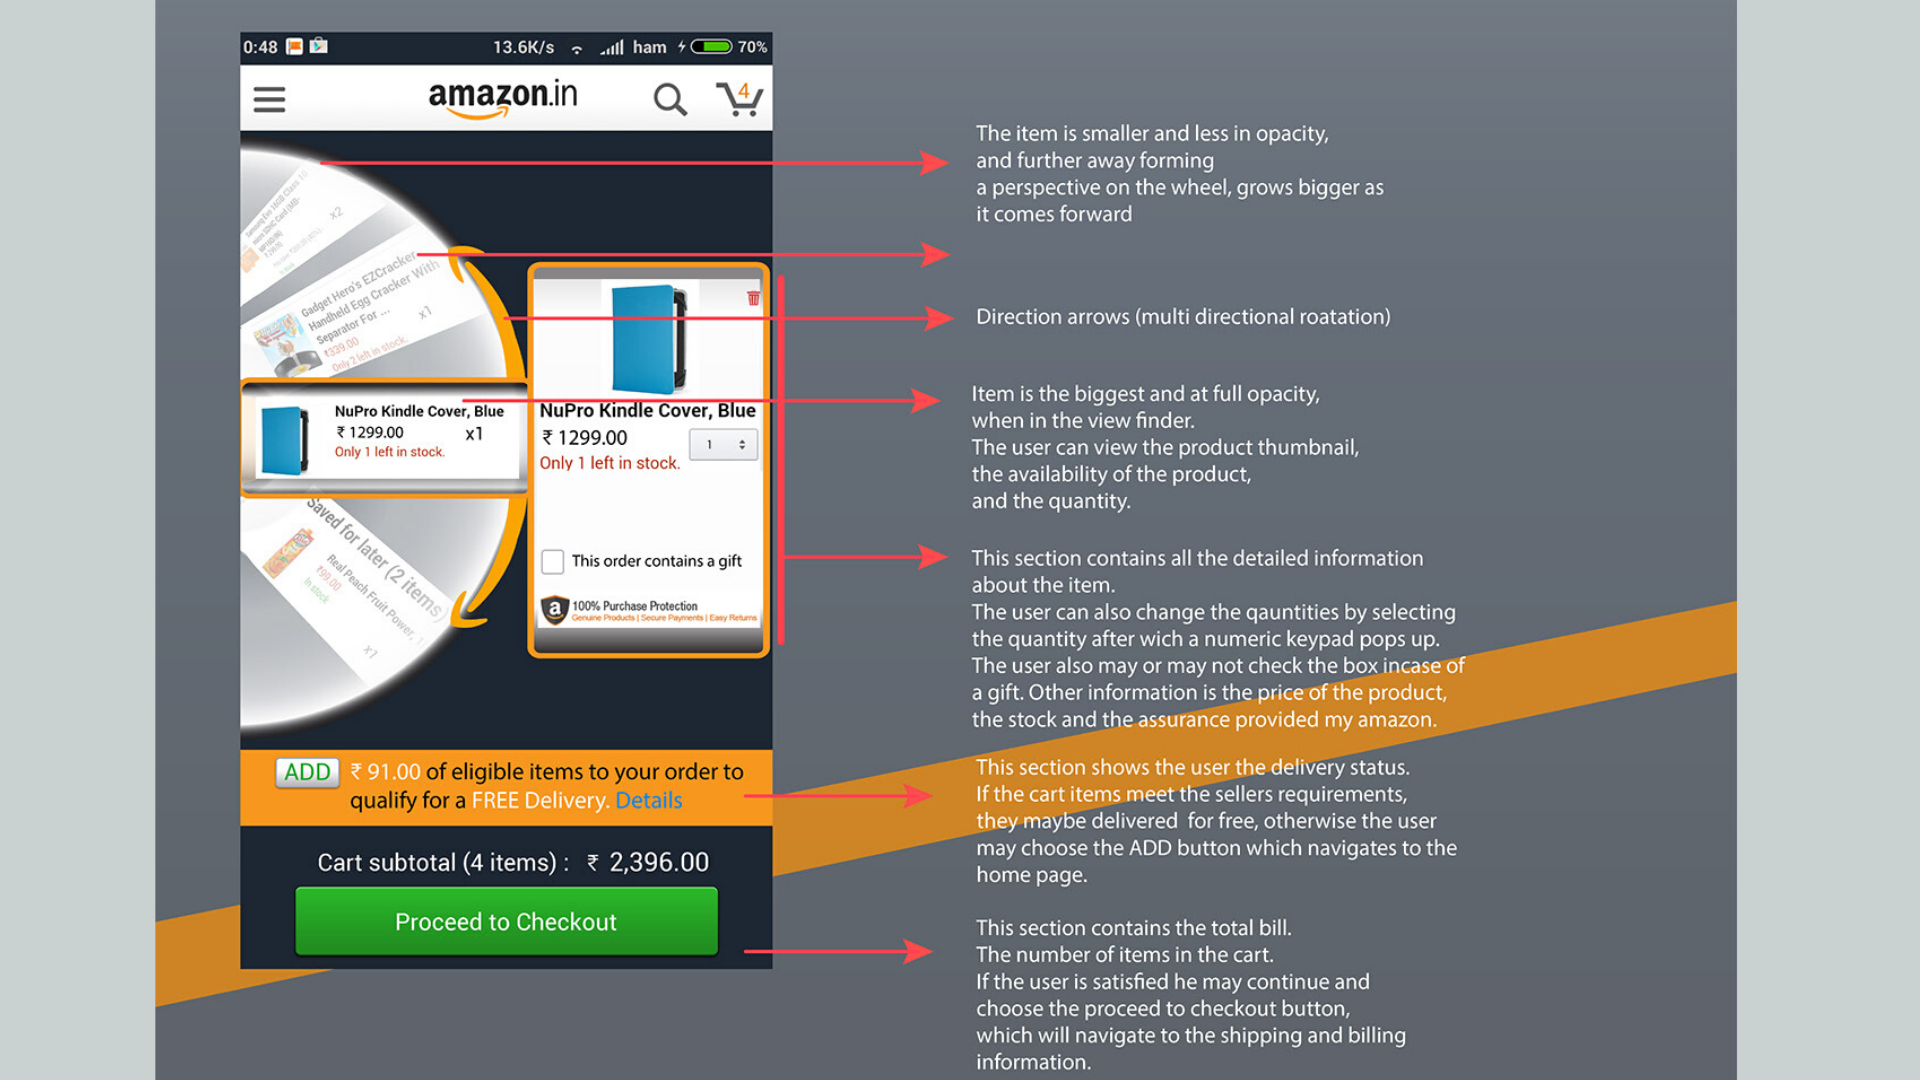 0:48 13.6K/s ham 70%
amazon.in
4
x2
Gadget Hero's EZCracker
Handheld Egg Cracker With
Separator For ...
x1
₹339.00
Only 2 left in stock.
NuPro Kindle Cover, Blue
₹ 1299.00 x1
Only 1 left in stock.
Saved for later (2 items)
Real Peach Fruit Power,
₹99.00
In stock
x1
NuPro Kindle Cover, Blue
₹ 1299.00
1
Only 1 left in stock.
This order contains a gift
a 100% Purchase Protection
Genuine Products | Secure Payments | Easy Returns
ADD ₹ 91.00 of eligible items to your order to
qualify for a FREE Delivery. Details
Cart subtotal (4 items) : ₹ 2,396.00
Proceed to Checkout
The item is smaller and less in opacity,
and further away forming
a perspective on the wheel, grows bigger as
it comes forward
Direction arrows (multi directional roatation)
Item is the biggest and at full opacity,
when in the view finder.
The user can view the product thumbnail,
the availability of the product,
and the quantity.
This section contains all the detailed information
about the item.
The user can also change the qauntities by selecting
the quantity after wich a numeric keypad pops up.
The user also may or may not check the box incase of
a gift. Other information is the price of the product,
the stock and the assurance provided my amazon.
This section shows the user the delivery status.
If the cart items meet the sellers requirements,
they maybe delivered for free, otherwise the user
may choose the ADD button which navigates to the
home page.
This section contains the total bill.
The number of items in the cart.
If the user is satisfied he may continue and
choose the proceed to checkout button,
which will navigate to the shipping and billing
information.